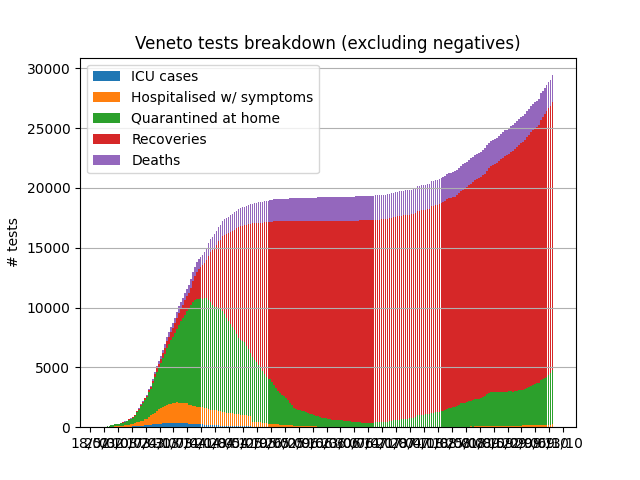 Veneto tests breakdown (excluding negatives)
ICU cases
Hospitalised w/ symptoms
Quarantined at home
Recoveries
Deaths
# tests
30000
25000
20000
15000
10000
5000
0